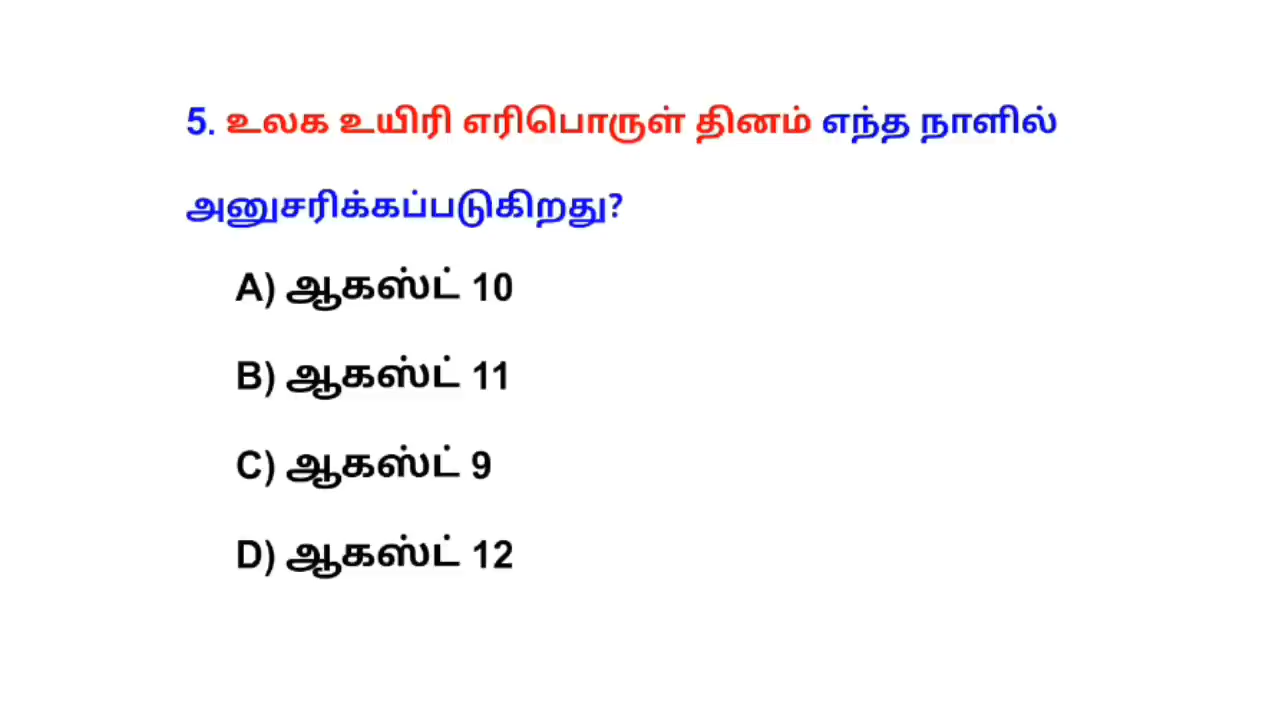 5. உலக உயிரி எரிபொருள் தினம் எந்த நாளில்
அனுசரிக்கப்படுகிறது?
A) ஆகஸ்ட் 10
B) ஆகஸ்ட் 11
C) ஆகஸ்ட் 9
D) ஆகஸ்ட் 12